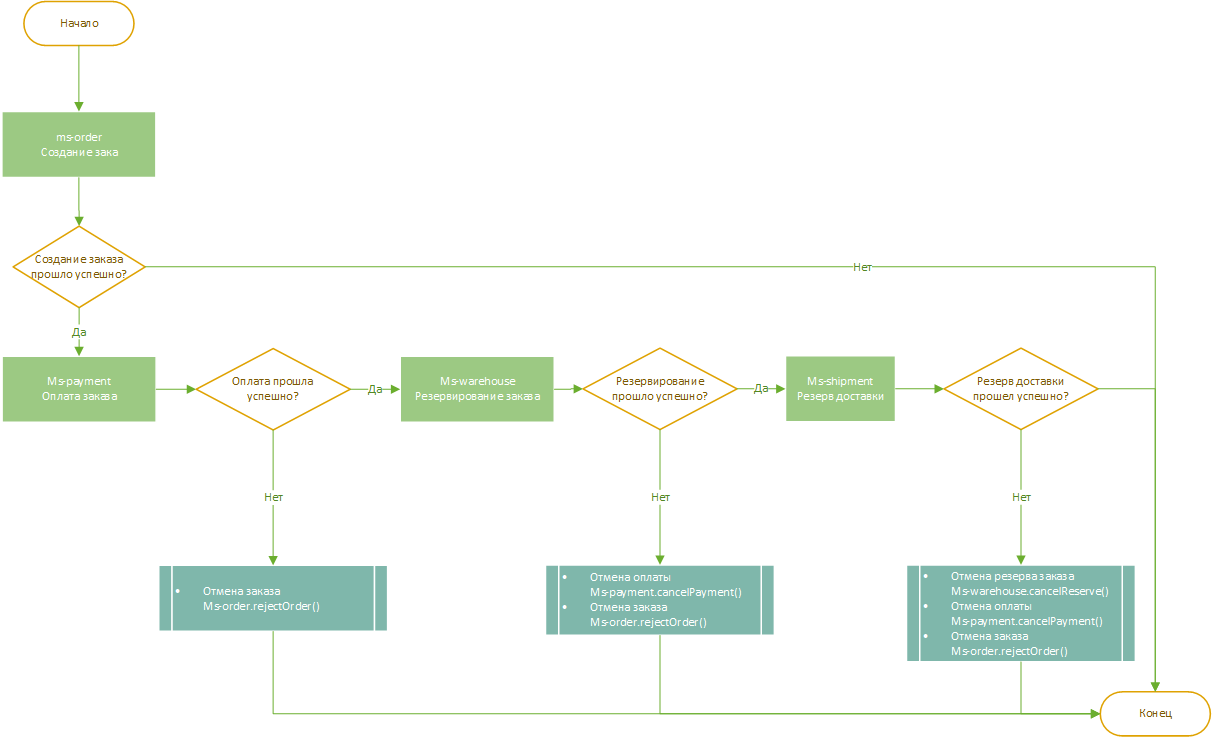 Начало
ms-order
Создание зака
Создание заказа
прошло успешно?
Нет
Да
Ms-payment
Оплата заказа
Оплата прошла
успешно?
Да
Ms-warehouse
Резервирование заказа
Резервирование
прошло успешно?
Да
Ms-shipment
Резерв доставки
Резерв доставки
прошел успешно?
Нет
Нет
Нет
• Отмена заказа
Ms-order.rejectOrder()
• Отмена оплаты
Ms-payment.cancelPayment()
• Отмена заказа
Ms-order.rejectOrder()
• Отмена резерва заказа
Ms-warehouse.cancelReserve()
• Отмена оплаты
Ms-payment.cancelPayment()
• Отмена заказа
Ms-order.rejectOrder()
Конец